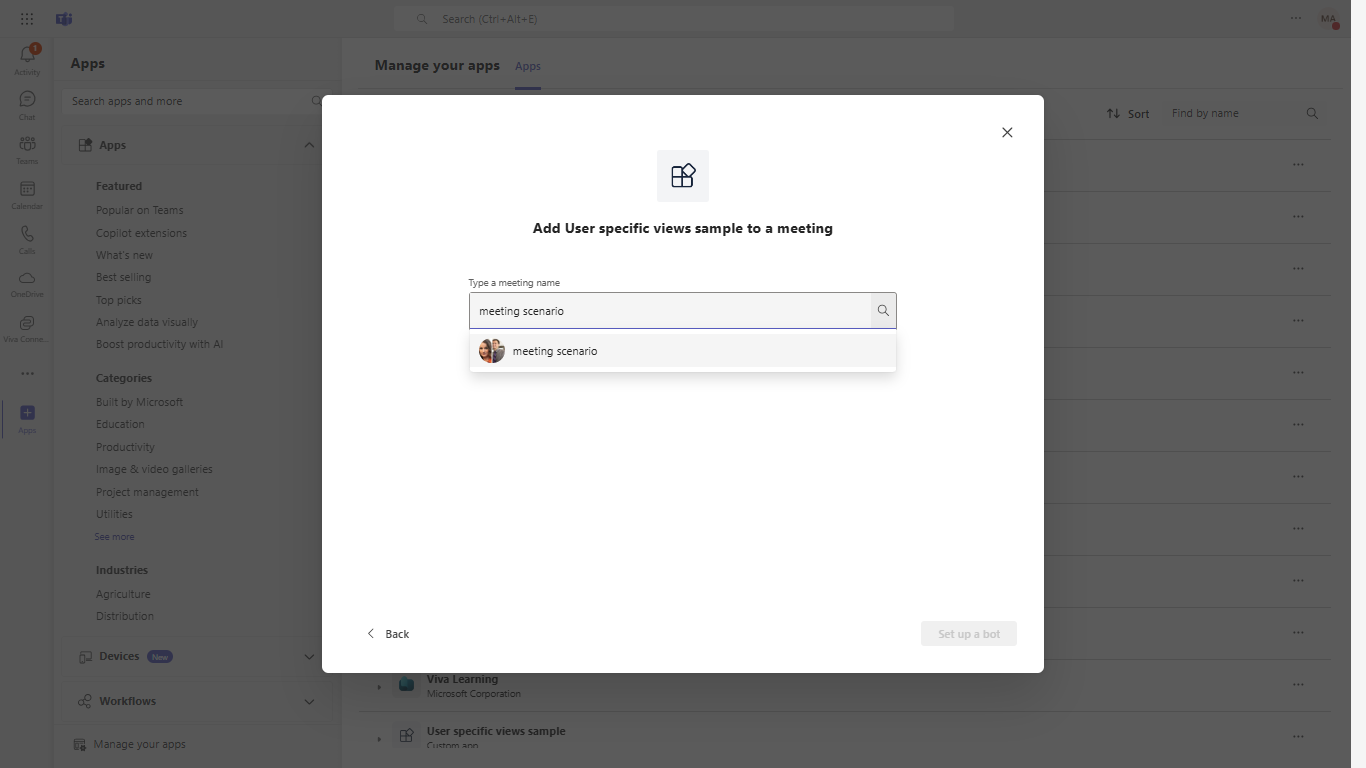 Search (Ctrl+Alt+E)
MA
1
Activity
Chat
Teams
Calendar
Calls
OneDrive
Viva Conne...
Apps
Apps
Search apps and more
Apps
Featured
Popular on Teams
Copilot extensions
What's new
Best selling
Top picks
Analyze data visually
Boost productivity with AI
Categories
Built by Microsoft
Education
Productivity
Image & video galleries
Project management
Utilities
See more
Industries
Agriculture
Distribution
Devices New
Workflows
Manage your apps
Manage your apps Apps
Sort Find by name
Add User specific views sample to a meeting
Type a meeting name
meeting scenario
meeting scenario
Back
Set up a bot
Viva Learning
Microsoft Corporation
User specific views sample
Custom app